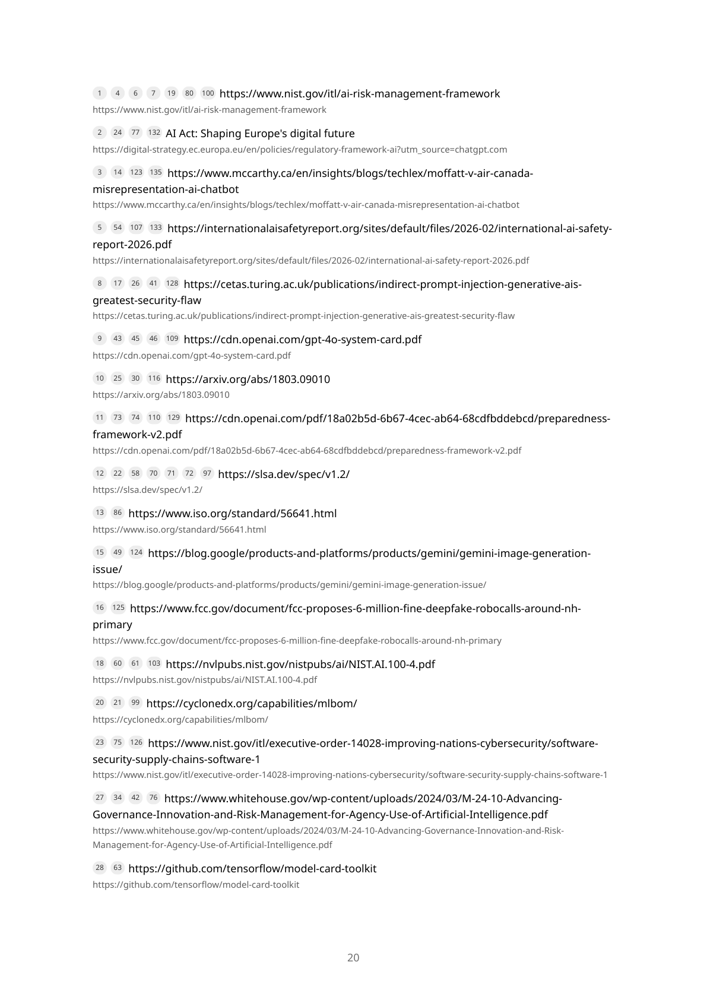 1 4 6 7 19 80 100 https://www.nist.gov/itl/ai-risk-management-framework
https://www.nist.gov/itl/ai-risk-management-framework
2 24 77 132 AI Act: Shaping Europe's digital future
https://digital-strategy.ec.europa.eu/en/policies/regulatory-framework-ai?utm_source=chatgpt.com
3 14 123 135 https://www.mccarthy.ca/en/insights/blogs/techlex/moffatt-v-air-canada-
misrepresentation-ai-chatbot
https://www.mccarthy.ca/en/insights/blogs/techlex/moffatt-v-air-canada-misrepresentation-ai-chatbot
5 54 107 133 https://internationalaisafetyreport.org/sites/default/files/2026-02/international-ai-safety-
report-2026.pdf
https://internationalaisafetyreport.org/sites/default/files/2026-02/international-ai-safety-report-2026.pdf
8 17 26 41 128 https://cetas.turing.ac.uk/publications/indirect-prompt-injection-generative-ais-
greatest-security-flaw
https://cetas.turing.ac.uk/publications/indirect-prompt-injection-generative-ais-greatest-security-flaw
9 43 45 46 109 https://cdn.openai.com/gpt-4o-system-card.pdf
https://cdn.openai.com/gpt-4o-system-card.pdf
10 25 30 116 https://arxiv.org/abs/1803.09010
https://arxiv.org/abs/1803.09010
11 73 74 110 129 https://cdn.openai.com/pdf/18a02b5d-6b67-4cec-ab64-68cdfbddebcd/preparedness-
framework-v2.pdf
https://cdn.openai.com/pdf/18a02b5d-6b67-4cec-ab64-68cdfbddebcd/preparedness-framework-v2.pdf
12 22 58 70 71 72 97 https://slsa.dev/spec/v1.2/
https://slsa.dev/spec/v1.2/
13 86 https://www.iso.org/standard/56641.html
https://www.iso.org/standard/56641.html
15 49 124 https://blog.google/products-and-platforms/products/gemini/gemini-image-generation-
issue/
https://blog.google/products-and-platforms/products/gemini/gemini-image-generation-issue/
16 125 https://www.fcc.gov/document/fcc-proposes-6-million-fine-deepfake-robocalls-around-nh-
primary
https://www.fcc.gov/document/fcc-proposes-6-million-fine-deepfake-robocalls-around-nh-primary
18 60 61 103 https://nvlpubs.nist.gov/nistpubs/ai/NIST.AI.100-4.pdf
https://nvlpubs.nist.gov/nistpubs/ai/NIST.AI.100-4.pdf
20 21 99 https://cyclonedx.org/capabilities/mlbom/
https://cyclonedx.org/capabilities/mlbom/
23 75 126 https://www.nist.gov/itl/executive-order-14028-improving-nations-cybersecurity/software-
security-supply-chains-software-1
https://www.nist.gov/itl/executive-order-14028-improving-nations-cybersecurity/software-security-supply-chains-software-1
27 34 42 76 https://www.whitehouse.gov/wp-content/uploads/2024/03/M-24-10-Advancing-
Governance-Innovation-and-Risk-Management-for-Agency-Use-of-Artificial-Intelligence.pdf
https://www.whitehouse.gov/wp-content/uploads/2024/03/M-24-10-Advancing-Governance-Innovation-and-Risk-
Management-for-Agency-Use-of-Artificial-Intelligence.pdf
28 63 https://github.com/tensorflow/model-card-toolkit
https://github.com/tensorflow/model-card-toolkit
20